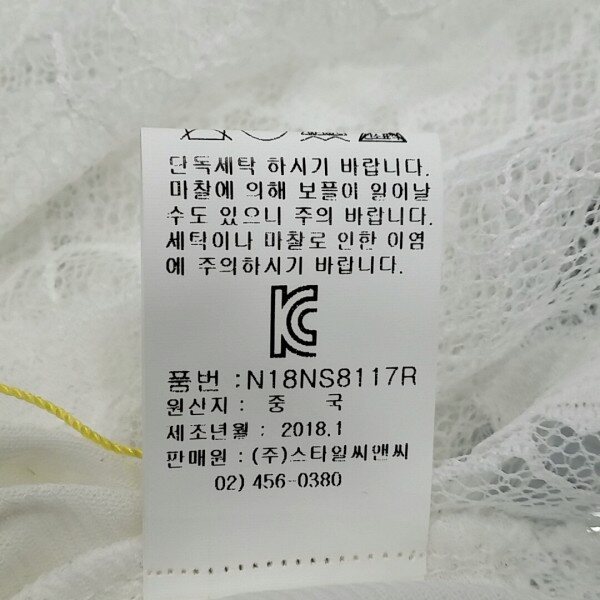 단독세탁 하시기 바랍니다.
마찰에 의해 보플이 일어날
수도 있으니 주의 바랍니다.
세탁이나 마찰로 인한 이염
에 주의하시기 바랍니다.
KC
품번 : N18NS8117R
원산지 : 중 국
세조년월 : 2018.1
판매원 : (주)스타일씨앤씨
02) 456-0380